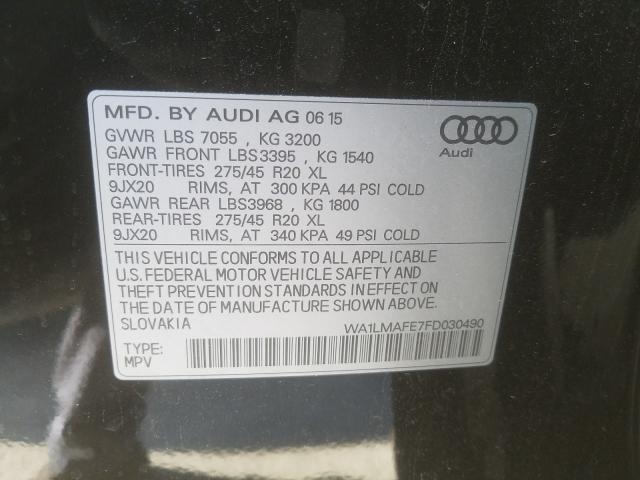 MFD. BY AUDI AG 06 15
GVWR LBS 7055 , KG 3200
GAWR FRONT LBS3395 , KG 1540
FRONT-TIRES 275/45 R20 XL
9JX20 RIMS, AT 300 KPA 44 PSI COLD
GAWR REAR LBS3968 , KG 1800
REAR-TIRES 275/45 R20 XL
9JX20 RIMS, AT 340 KPA 49 PSI COLD
Audi
THIS VEHICLE CONFORMS TO ALL APPLICABLE
U.S. FEDERAL MOTOR VEHICLE SAFETY AND
THEFT PREVENTION STANDARDS IN EFFECT ON
THE DATE OF MANUFACTURE SHOWN ABOVE.
SLOVAKIA WA1LMAFE7FD030490
TYPE:
MPV